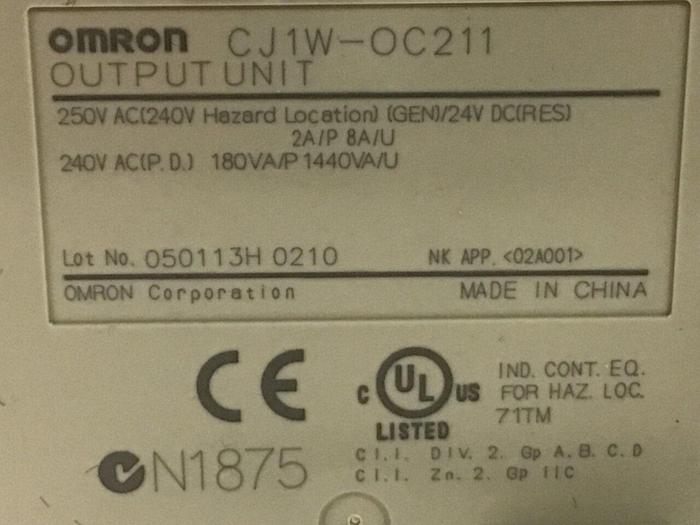 OMRON CJ1W-OC211
OUTPUT UNIT
250V AC(240V Hazard Location) (GEN)/24V DC(RES)
2A/P 8A/U
240V AC(P.D.) 180VA/P 1440VA/U
Lot No. 050113H 0210 NK APP. <02A001>
OMRON Corporation MADE IN CHINA
CE
C UL US
LISTED
IND. CONT. EQ.
FOR HAZ. LOC.
71TM
N1875
Cl.I. DIV. 2. Gp A.B.C.D
Cl.I. Zn. 2. Gp IIC